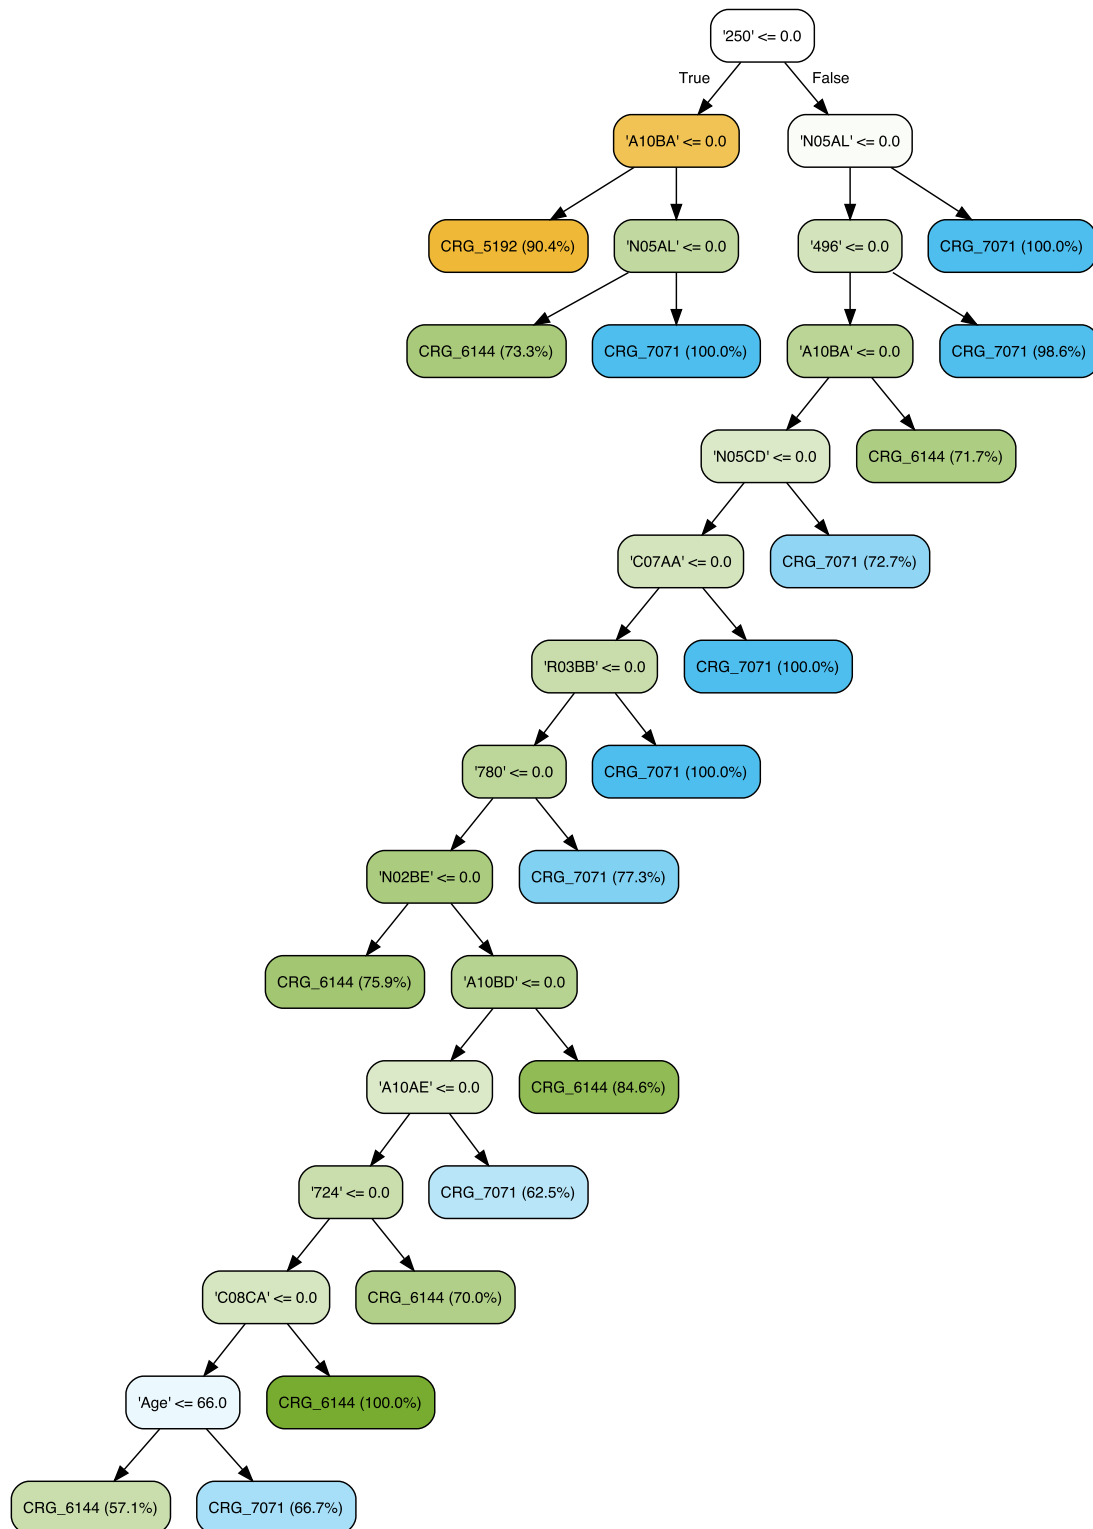 '250' <= 0.0
True
False
'A10BA' <= 0.0
'N05AL' <= 0.0
CRG_5192 (90.4%)
'N05AL' <= 0.0
'496' <= 0.0
CRG_7071 (100.0%)
CRG_6144 (73.3%)
CRG_7071 (100.0%)
'A10BA' <= 0.0
CRG_7071 (98.6%)
'N05CD' <= 0.0
CRG_6144 (71.7%)
'C07AA' <= 0.0
CRG_7071 (72.7%)
'R03BB' <= 0.0
CRG_7071 (100.0%)
'780' <= 0.0
CRG_7071 (100.0%)
'N02BE' <= 0.0
CRG_7071 (77.3%)
CRG_6144 (75.9%)
'A10BD' <= 0.0
'A10AE' <= 0.0
CRG_6144 (84.6%)
'724' <= 0.0
CRG_7071 (62.5%)
'C08CA' <= 0.0
CRG_6144 (70.0%)
'Age' <= 66.0
CRG_6144 (100.0%)
CRG_6144 (57.1%)
CRG_7071 (66.7%)